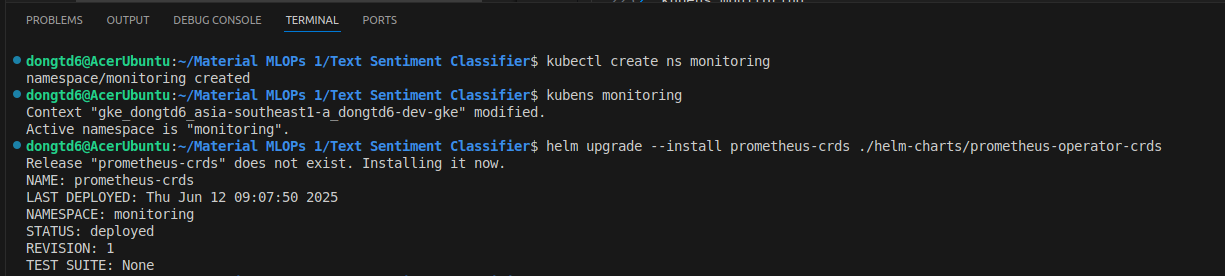 PROBLEMS OUTPUT DEBUG CONSOLE TERMINAL PORTS
dongtd6@AcerUbuntu:~/Material MLOPs 1/Text Sentiment Classifier$ kubectl create ns monitoring
namespace/monitoring created
dongtd6@AcerUbuntu:~/Material MLOPs 1/Text Sentiment Classifier$ kubens monitoring
Context "gke_dongtd6_asia-southeast1-a_dongtd6-dev-gke" modified.
Active namespace is "monitoring".
dongtd6@AcerUbuntu:~/Material MLOPs 1/Text Sentiment Classifier$ helm upgrade --install prometheus-crds ./helm-charts/prometheus-operator-crds
Release "prometheus-crds" does not exist. Installing it now.
NAME: prometheus-crds
LAST DEPLOYED: Thu Jun 12 09:07:50 2025
NAMESPACE: monitoring
STATUS: deployed
REVISION: 1
TEST SUITE: None